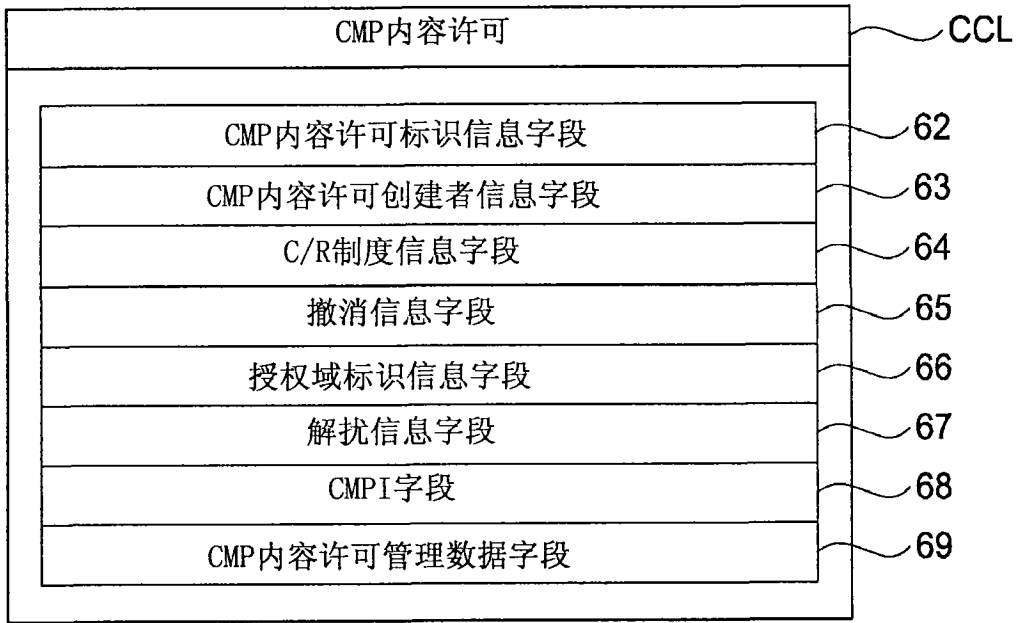 CMP内容许可 CCL
CMP内容许可标识信息字段 62
CMP内容许可创建者信息字段 63
C/R制度信息字段 64
撤消信息字段 65
授权域标识信息字段 66
解扰信息字段 67
CMPI字段 68
CMP内容许可管理数据字段 69